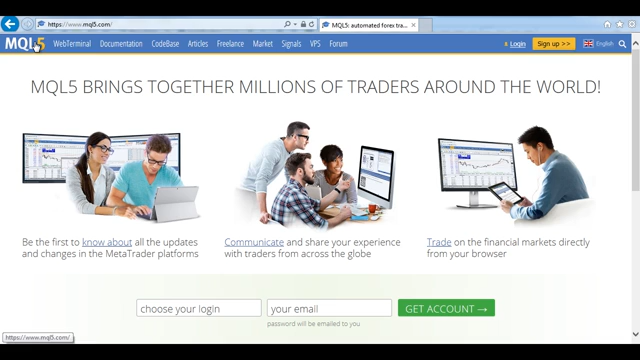 https://www.mql5.com/
MQL5: automated forex tra...
MQL5 WebTerminal Documentation CodeBase Articles Freelance Market Signals VPS Forum Login Sign up >> English
MQL5 BRINGS TOGETHER MILLIONS OF TRADERS AROUND THE WORLD!
Be the first to know about all the updates
and changes in the MetaTrader platforms
Communicate and share your experience
with traders from across the globe
Trade on the financial markets directly
from your browser
choose your login
your email
GET ACCOUNT →
password will be emailed to you
https://www.mql5.com/